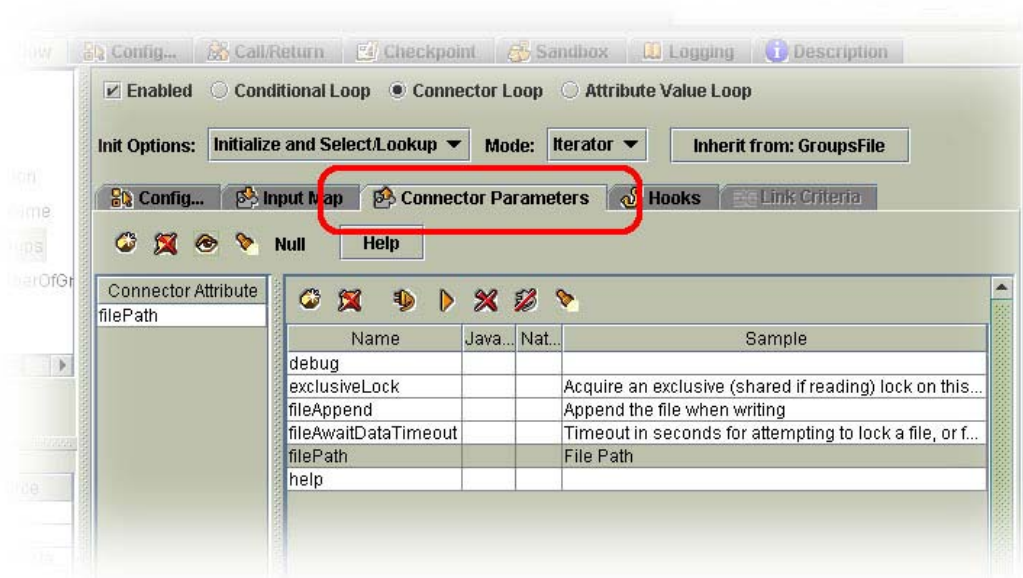 Config... Call/Return Checkpoint Sandbox Logging Description
Enabled Conditional Loop Connector Loop Attribute Value Loop
Init Options: Initialize and Select/Lookup Mode: Iterator Inherit from: GroupsFile
Config... Input Map Connector Parameters Hooks Link Criteria
Null Help
Connector Attribute
filePath
Name Java... Nat... Sample
debug
exclusiveLock Acquire an exclusive (shared if reading) lock on this...
fileAppend Append the file when writing
fileAwaitDataTimeout Timeout in seconds for attempting to lock a file, or f...
filePath File Path
help